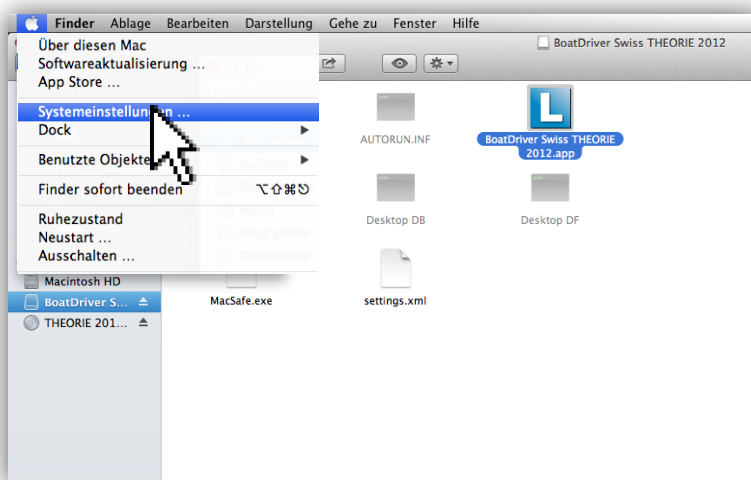 Finder Ablage Bearbeiten Darstellung Gehe zu Fenster Hilfe
BoatDriver Swiss THEORIE 2012
Über diesen Mac
Softwareaktualisierung ...
App Store ...
Systemeinstellungen ...
Dock
Benutzte Objekte
Finder sofort beenden ⌥⇧⌘⎋
Ruhezustand
Neustart ...
Ausschalten ...
Macintosh HD
BoatDriver S...
THEORIE 201...
AUTORUN.INF
L
BoatDriver Swiss THEORIE
2012.app
Desktop DB
Desktop DF
MacSafe.exe
settings.xml